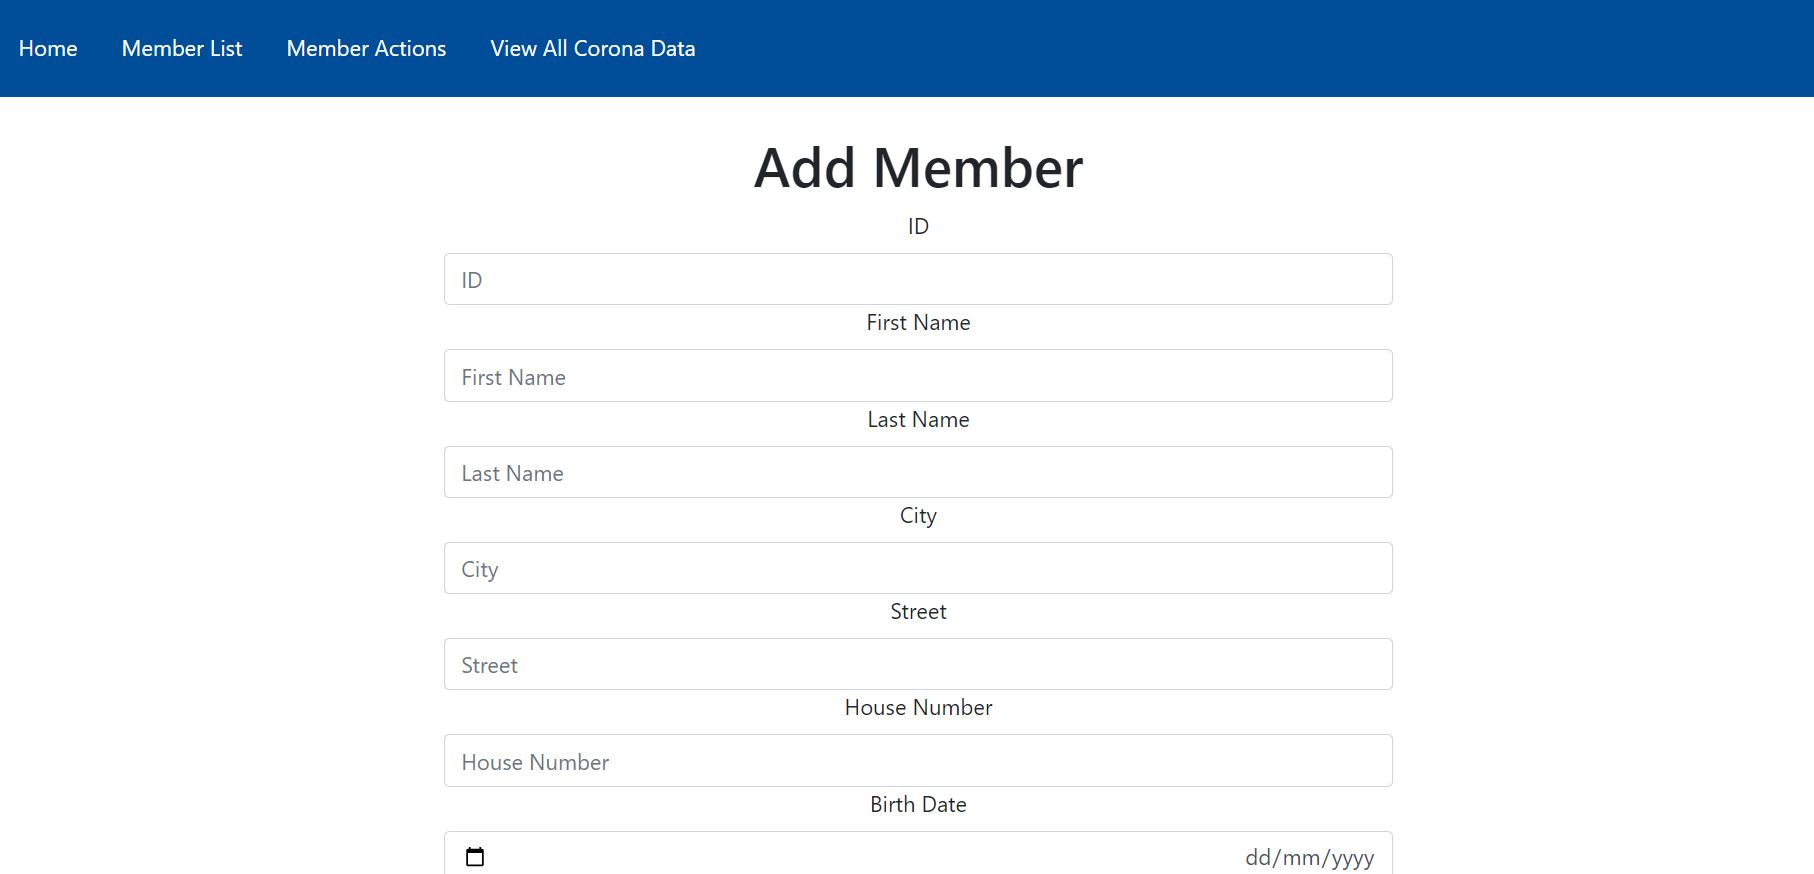 Home Member List Member Actions View All Corona Data
Add Member
ID
ID
First Name
First Name
Last Name
Last Name
City
City
Street
Street
House Number
House Number
Birth Date
dd/mm/yyyy